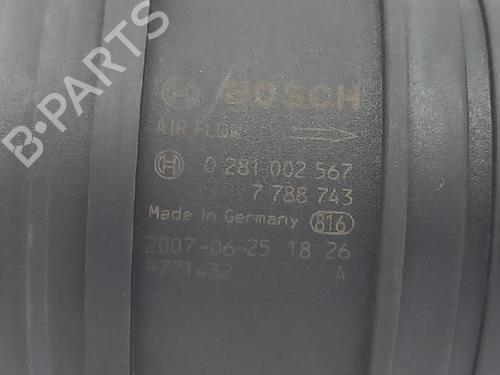 B-PARTS
BOSCH
AIR FLOW
0 281 002 567
7 788 743
Made in Germany 816
2007-06-25 18 26
9771432 A